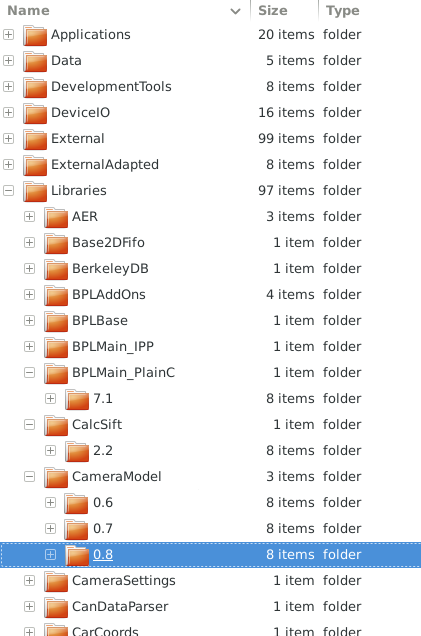 Name Size Type
Applications 20 items folder
Data 5 items folder
DevelopmentTools 8 items folder
DeviceIO 16 items folder
External 99 items folder
ExternalAdapted 8 items folder
Libraries 97 items folder
AER 3 items folder
Base2DFifo 1 item folder
BerkeleyDB 1 item folder
BPLAddOns 4 items folder
BPLBase 1 item folder
BPLMain_IPP 1 item folder
BPLMain_PlainC 1 item folder
7.1 8 items folder
CalcSift 1 item folder
2.2 8 items folder
CameraModel 3 items folder
0.6 8 items folder
0.7 8 items folder
0.8 8 items folder
CameraSettings 1 item folder
CanDataParser 1 item folder
CarCoords 1 item folder